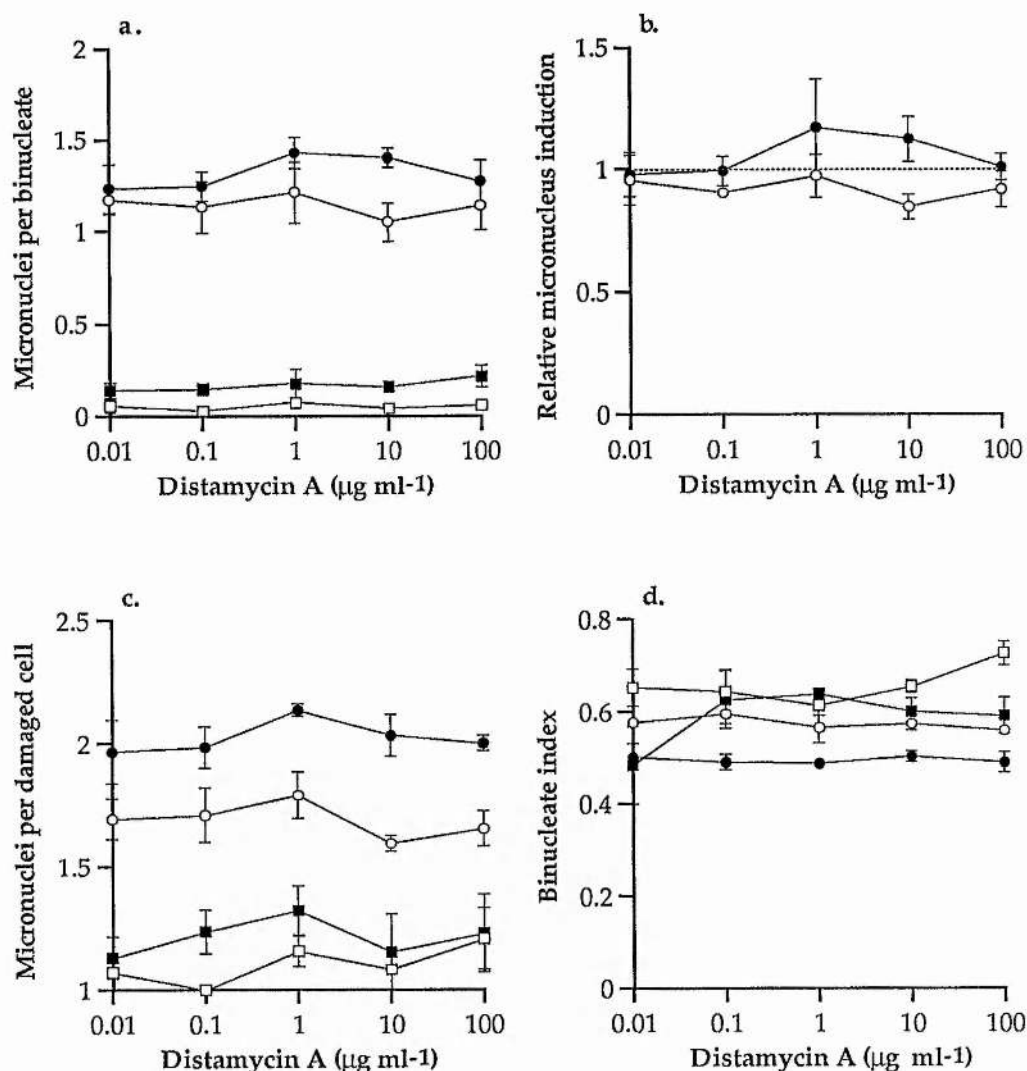 a.
Micronuclei per binucleate
2
1.5
1
0.5
0
0.01 0.1 1 10 100
Distamycin A (μg ml-1)
b.
Relative micronucleus induction
1.5
1
0.5
0
0.01 0.1 1 10 100
Distamycin A (μg ml-1)
c.
Micronuclei per damaged cell
2.5
2
1.5
1
0.01 0.1 1 10 100
Distamycin A (μg ml-1)
d.
Binucleate index
0.8
0.6
0.4
0.2
0
0.01 0.1 1 10 100
Distamycin A (μg ml-1)